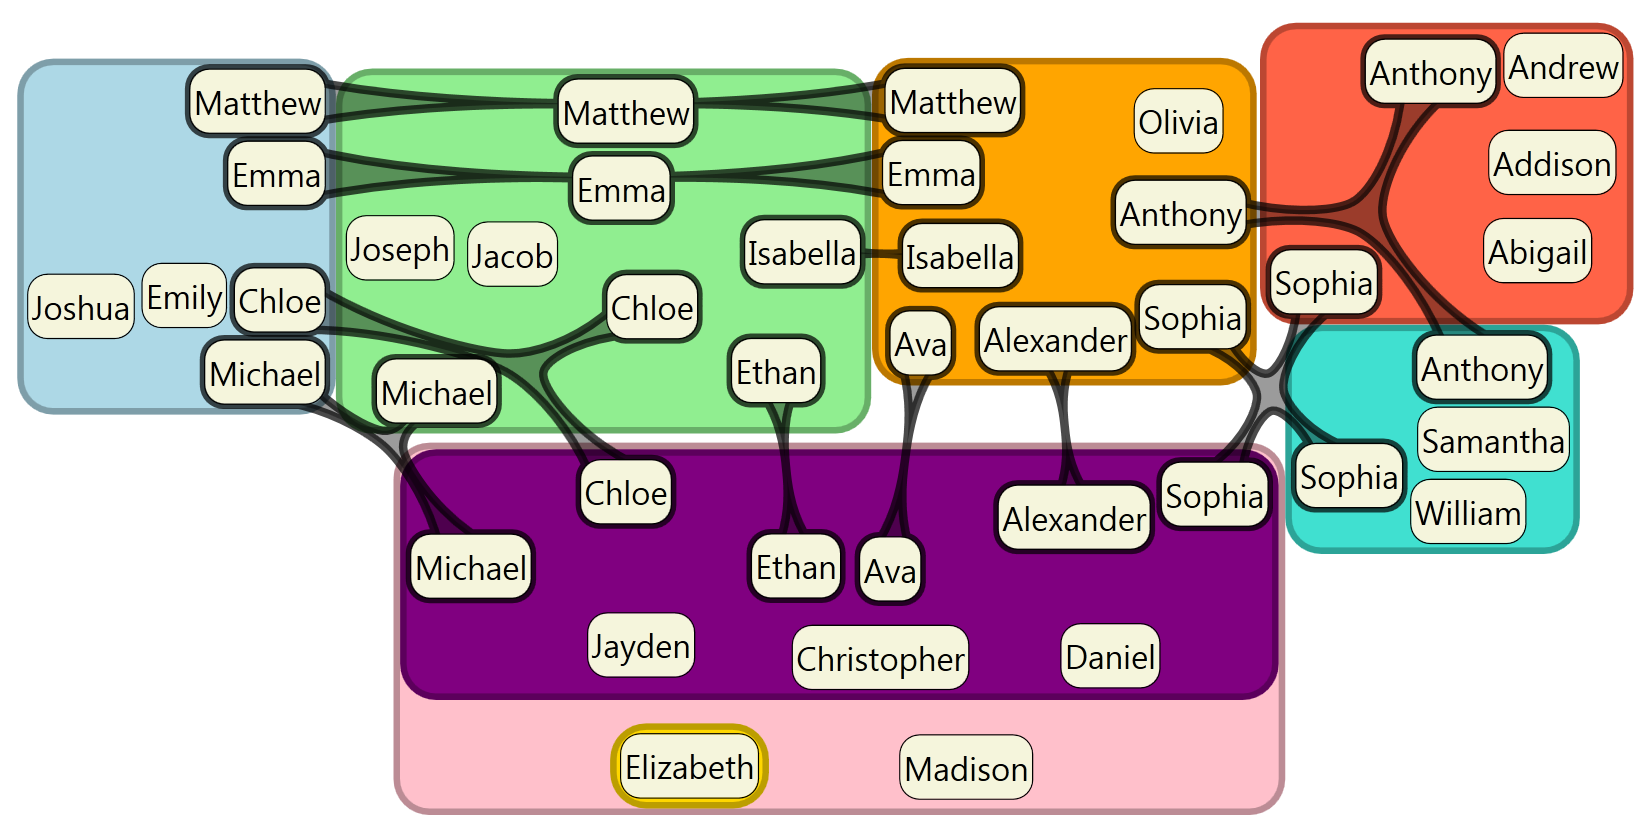 Matthew
Emma
Joshua
Emily
Chloe
Michael
Matthew
Emma
Joseph
Jacob
Isabella
Chloe
Michael
Ethan
Matthew
Olivia
Emma
Anthony
Isabella
Sophia
Ava
Alexander
Anthony
Andrew
Addison
Abigail
Sophia
Anthony
Samantha
Sophia
William
Chloe
Sophia
Alexander
Michael
Ethan
Ava
Jayden
Christopher
Daniel
Elizabeth
Madison